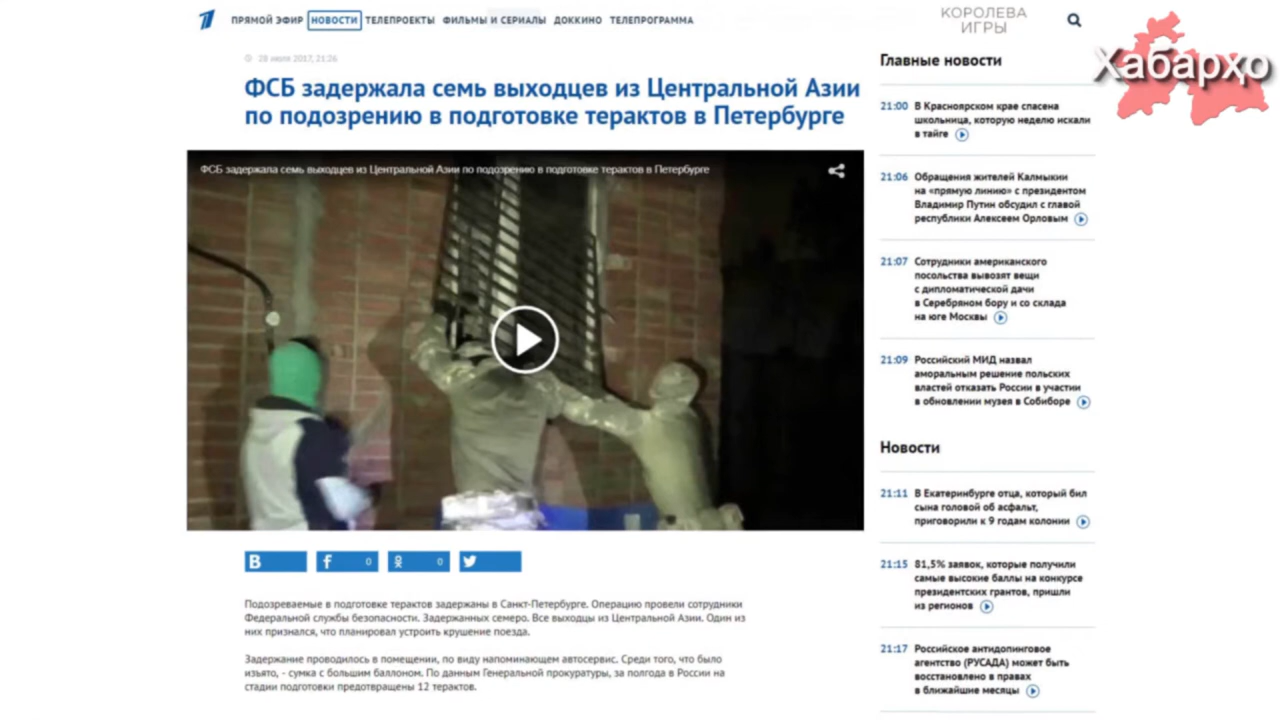 ПРЯМОЙ ЭФИР НОВОСТИ ТЕЛЕПРОЕКТЫ ФИЛЬМЫ И СЕРИАЛЫ ДОККИНО ТЕЛЕПРОГРАММА
КОРОЛЕВА
ИГРЫ
Хабарҳо
28 июля 2017, 21:26
ФСБ задержала семь выходцев из Центральной Азии
по подозрению в подготовке терактов в Петербурге
ФСБ задержала семь выходцев из Центральной Азии по подозрению в подготовке терактов в Петербурге
0
0
Подозреваемые в подготовке терактов задержаны в Санкт-Петербурге. Операцию провели сотрудники
Федеральной службы безопасности. Задержанных семеро. Все выходцы из Центральной Азии. Один из
них признался, что планировал устроить крушение поезда.
Задержание проводилось в помещении, по виду напоминающем автосервис. Среди того, что было
изъято, - сумка с большим баллоном. По данным Генеральной прокуратуры, за полгода в России на
стадии подготовки предотвращены 12 терактов.
Главные новости
21:00 В Красноярском крае спасена
школьница, которую неделю искали
в тайге
21:06 Обращения жителей Калмыкии
на «прямую линию» с президентом
Владимир Путин обсудил с главой
республики Алексеем Орловым
21:07 Сотрудники американского
посольства вывозят вещи
с дипломатической дачи
в Серебряном бору и со склада
на юге Москвы
21:09 Российский МИД назвал
аморальным решение польских
властей отказать России в участии
в обновлении музея в Собиборе
Новости
21:11 В Екатеринбурге отца, который бил
сына головой об асфальт,
приговорили к 9 годам колонии
21:15 81,5% заявок, которые получили
самые высокие баллы на конкурсе
президентских грантов, пришли
из регионов
21:17 Российское антидопинговое
агентство (РУСАДА) может быть
восстановлено в правах
в ближайшие месяцы